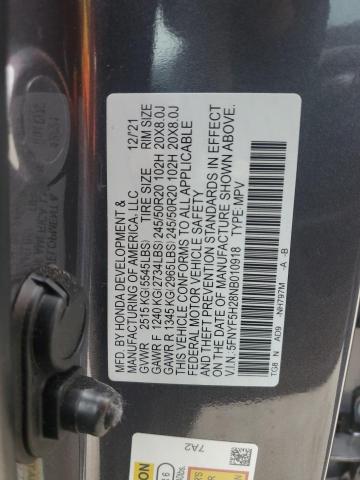 MFD BY HONDA DEVELOPMENT & 12/21
MANUFACTURING OF AMERICA, LLC
GVWR 2515 KG(5545LBS) TIRE SIZE RIM SIZE
GAWR F 1240 KG(2734LBS) 245/50R20 102H 20X8.0J
GAWR R 1345 KG(2965LBS) 245/50R20 102H 20X8.0J
THIS VEHICLE CONFORMS TO ALL APPLICABLE
FEDERAL MOTOR VEHICLE SAFETY
AND THEFT PREVENTION STANDARDS IN EFFECT
ON THE DATE OF MANUFACTURE SHOWN ABOVE.
V.I.N.:5FNYF5H28NB010918 TYPE:MPV
TG8 N AD9 -NH797M -A -B
7A2